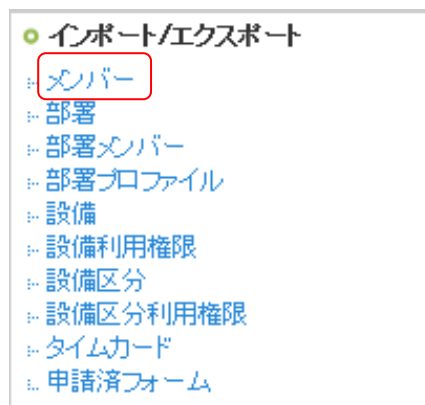 インポート/エクスポート
メンバー
部署
部署メンバー
部署プロファイル
設備
設備利用権限
設備区分
設備区分利用権限
タイムカード
申請済フォーム